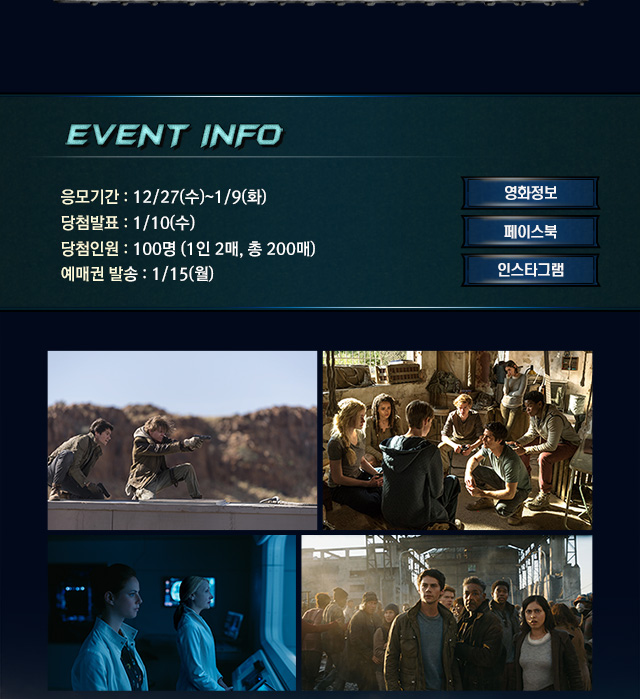 EVENT INFO
응모기간 : 12/27(수)~1/9(화)
당첨발표 : 1/10(수)
당첨인원 : 100명 (1인 2매, 총 200매)
예매권 발송 : 1/15(월)
영화정보
페이스북
인스타그램